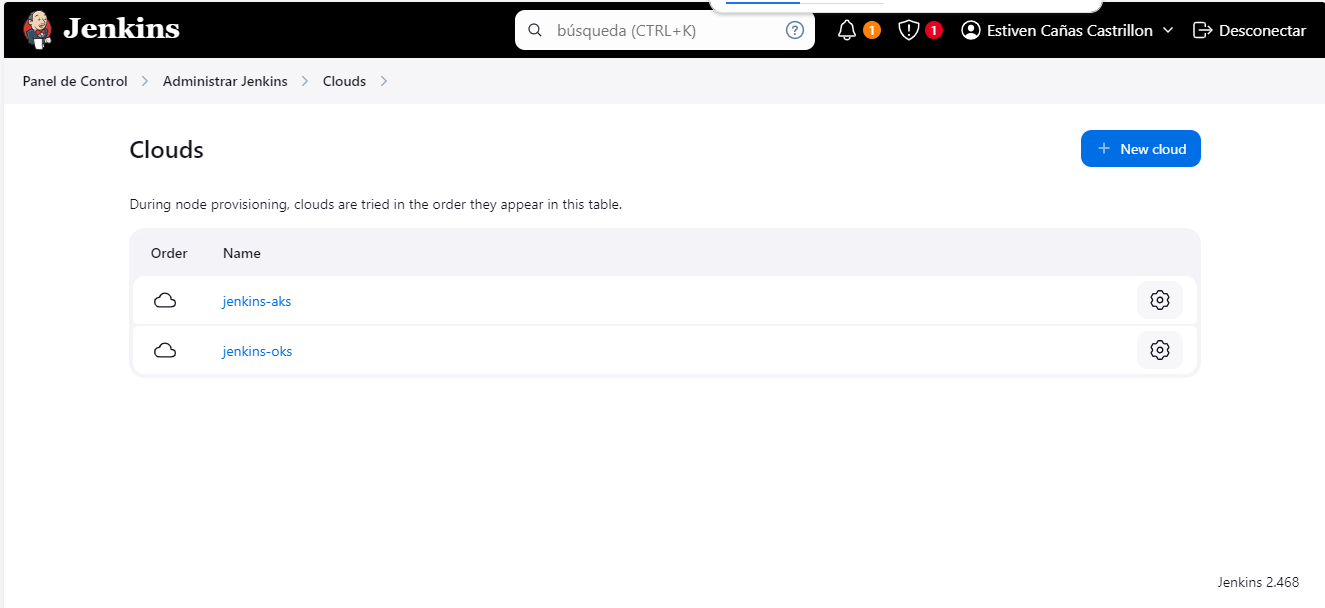 Jenkins búsqueda (CTRL+K) ? 1 1 Estiven Cañas Castrillon Desconectar
Panel de Control Administrar Jenkins Clouds
Clouds + New cloud
During node provisioning, clouds are tried in the order they appear in this table.
Order Name
jenkins-aks
jenkins-oks
Jenkins 2.468